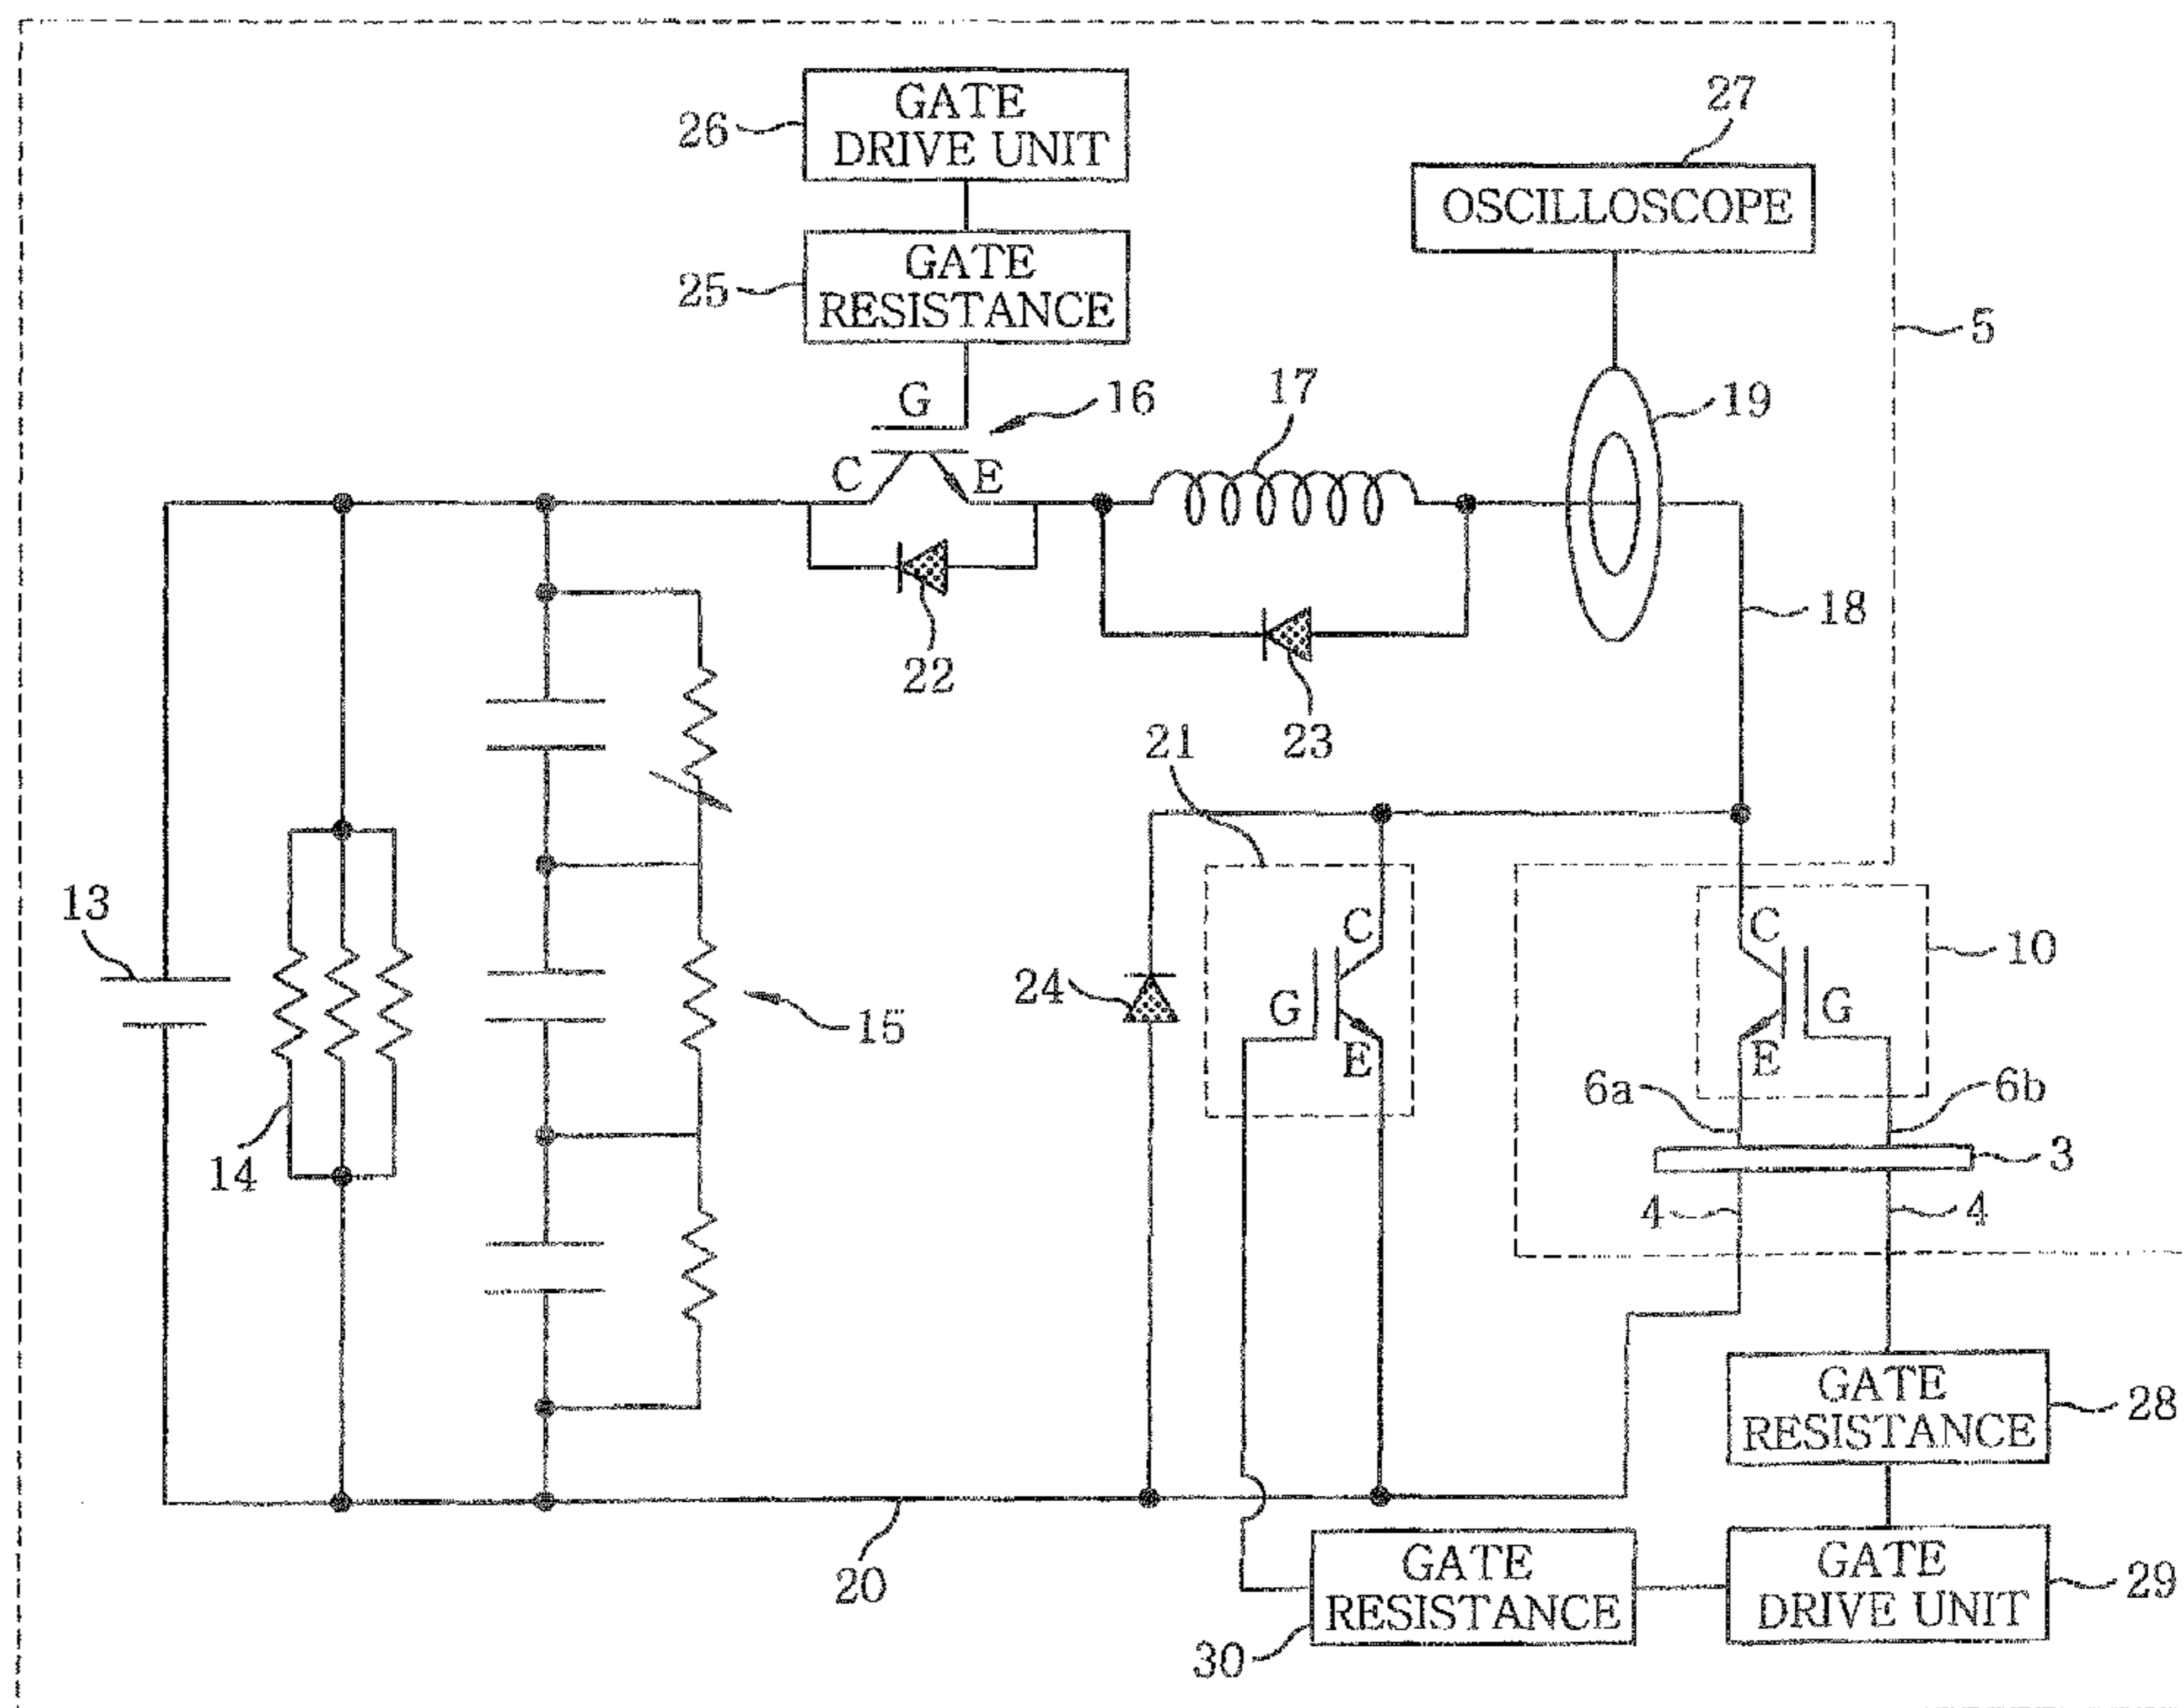 GATE
DRIVE UNIT
26
27
OSCILLOSCOPE
GATE
RESISTANCE
25
5
G
16
17
19
C
E
18
22
23
21
13
C
C
10
24
G
G
15
E
E
6a
6b
14
3
4
4
GATE
RESISTANCE
28
20
GATE
RESISTANCE
GATE
DRIVE UNIT
29
30